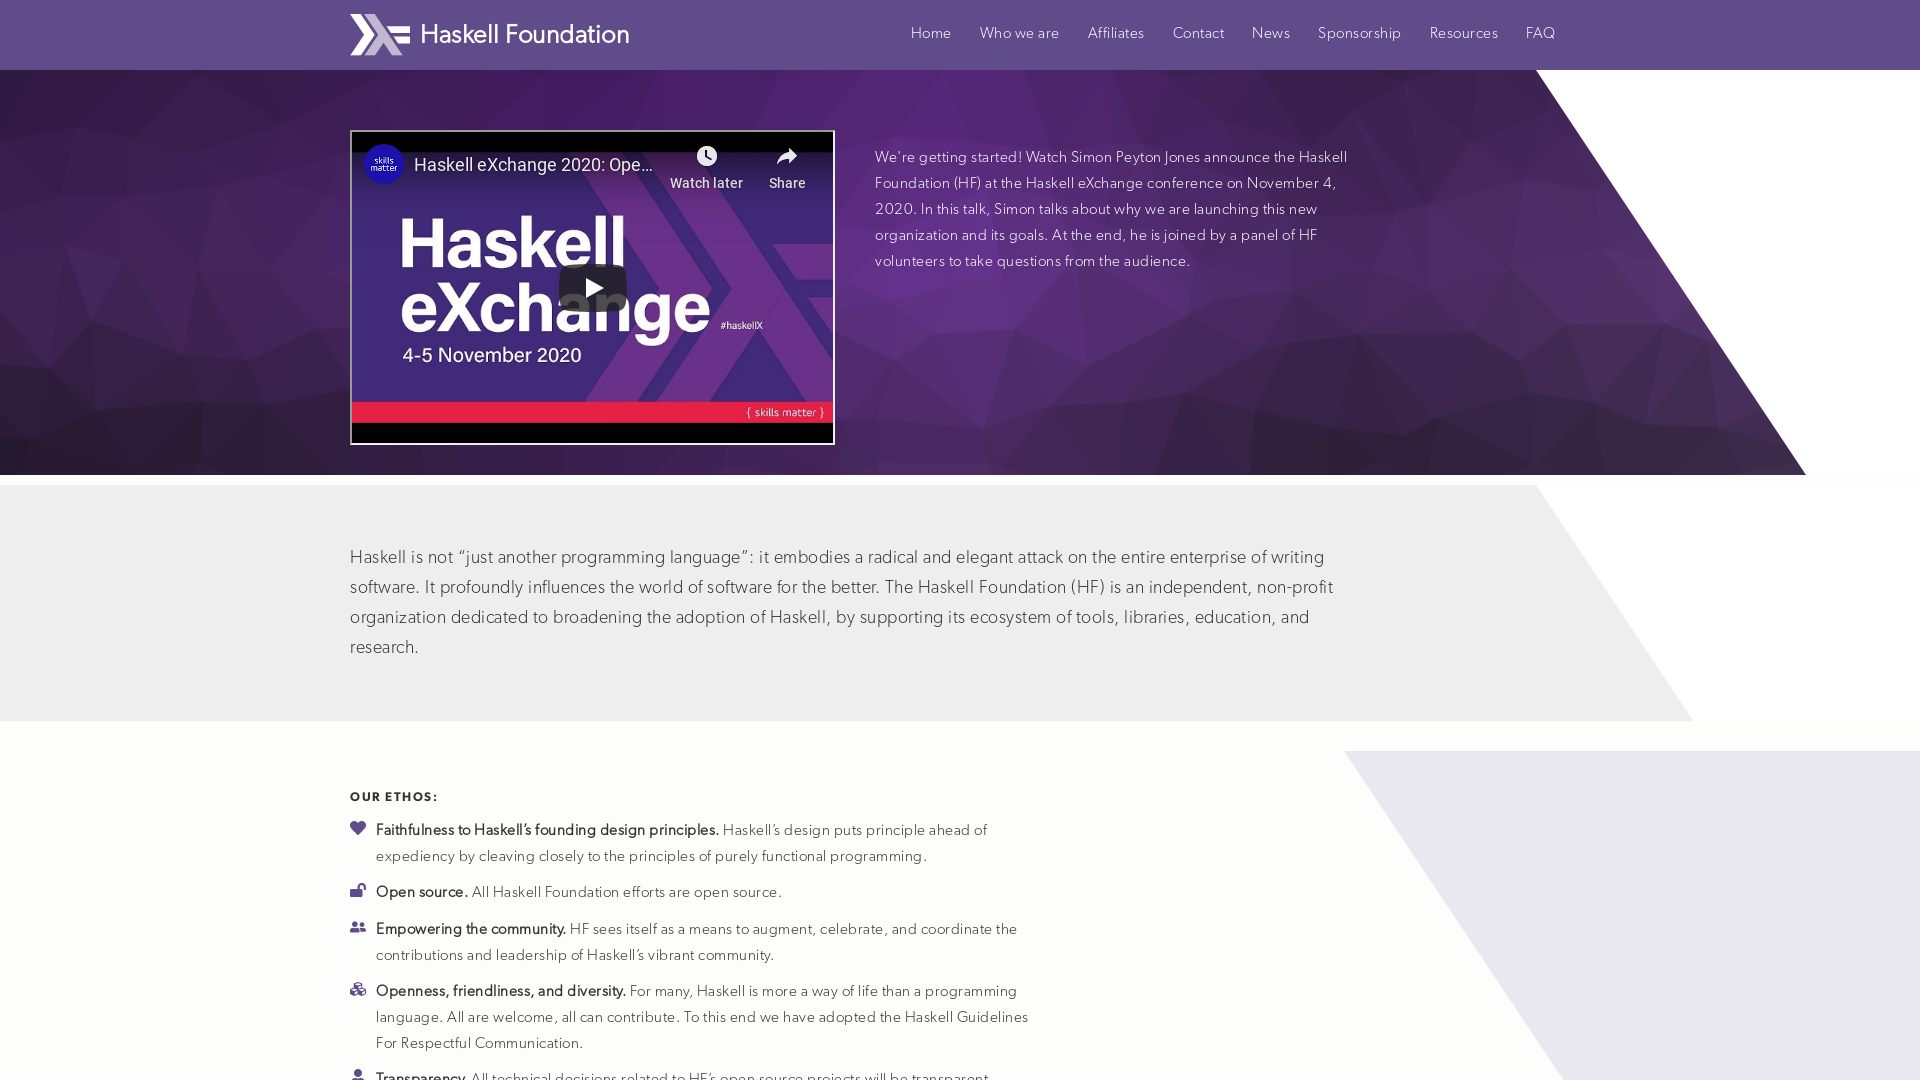 Haskell Foundation
Home Who we are Affiliates Contact News Sponsorship Resources FAQ
skills matter
Haskell eXchange 2020: Ope...
Watch later
Share
Haskell
eXchange
#haskellX
4-5 November 2020
{ skills matter }
We're getting started! Watch Simon Peyton Jones announce the Haskell
Foundation (HF) at the Haskell eXchange conference on November 4,
2020. In this talk, Simon talks about why we are launching this new
organization and its goals. At the end, he is joined by a panel of HF
volunteers to take questions from the audience.
Haskell is not “just another programming language”: it embodies a radical and elegant attack on the entire enterprise of writing
software. It profoundly influences the world of software for the better. The Haskell Foundation (HF) is an independent, non-profit
organization dedicated to broadening the adoption of Haskell, by supporting its ecosystem of tools, libraries, education, and
research.
OUR ETHOS:
Faithfulness to Haskell’s founding design principles. Haskell’s design puts principle ahead of
expediency by cleaving closely to the principles of purely functional programming.
Open source. All Haskell Foundation efforts are open source.
Empowering the community. HF sees itself as a means to augment, celebrate, and coordinate the
contributions and leadership of Haskell’s vibrant community.
Openness, friendliness, and diversity. For many, Haskell is more a way of life than a programming
language. All are welcome, all can contribute. To this end we have adopted the Haskell Guidelines
For Respectful Communication.
Transparency. All technical decisions related to HF’s open source projects will be transparent,